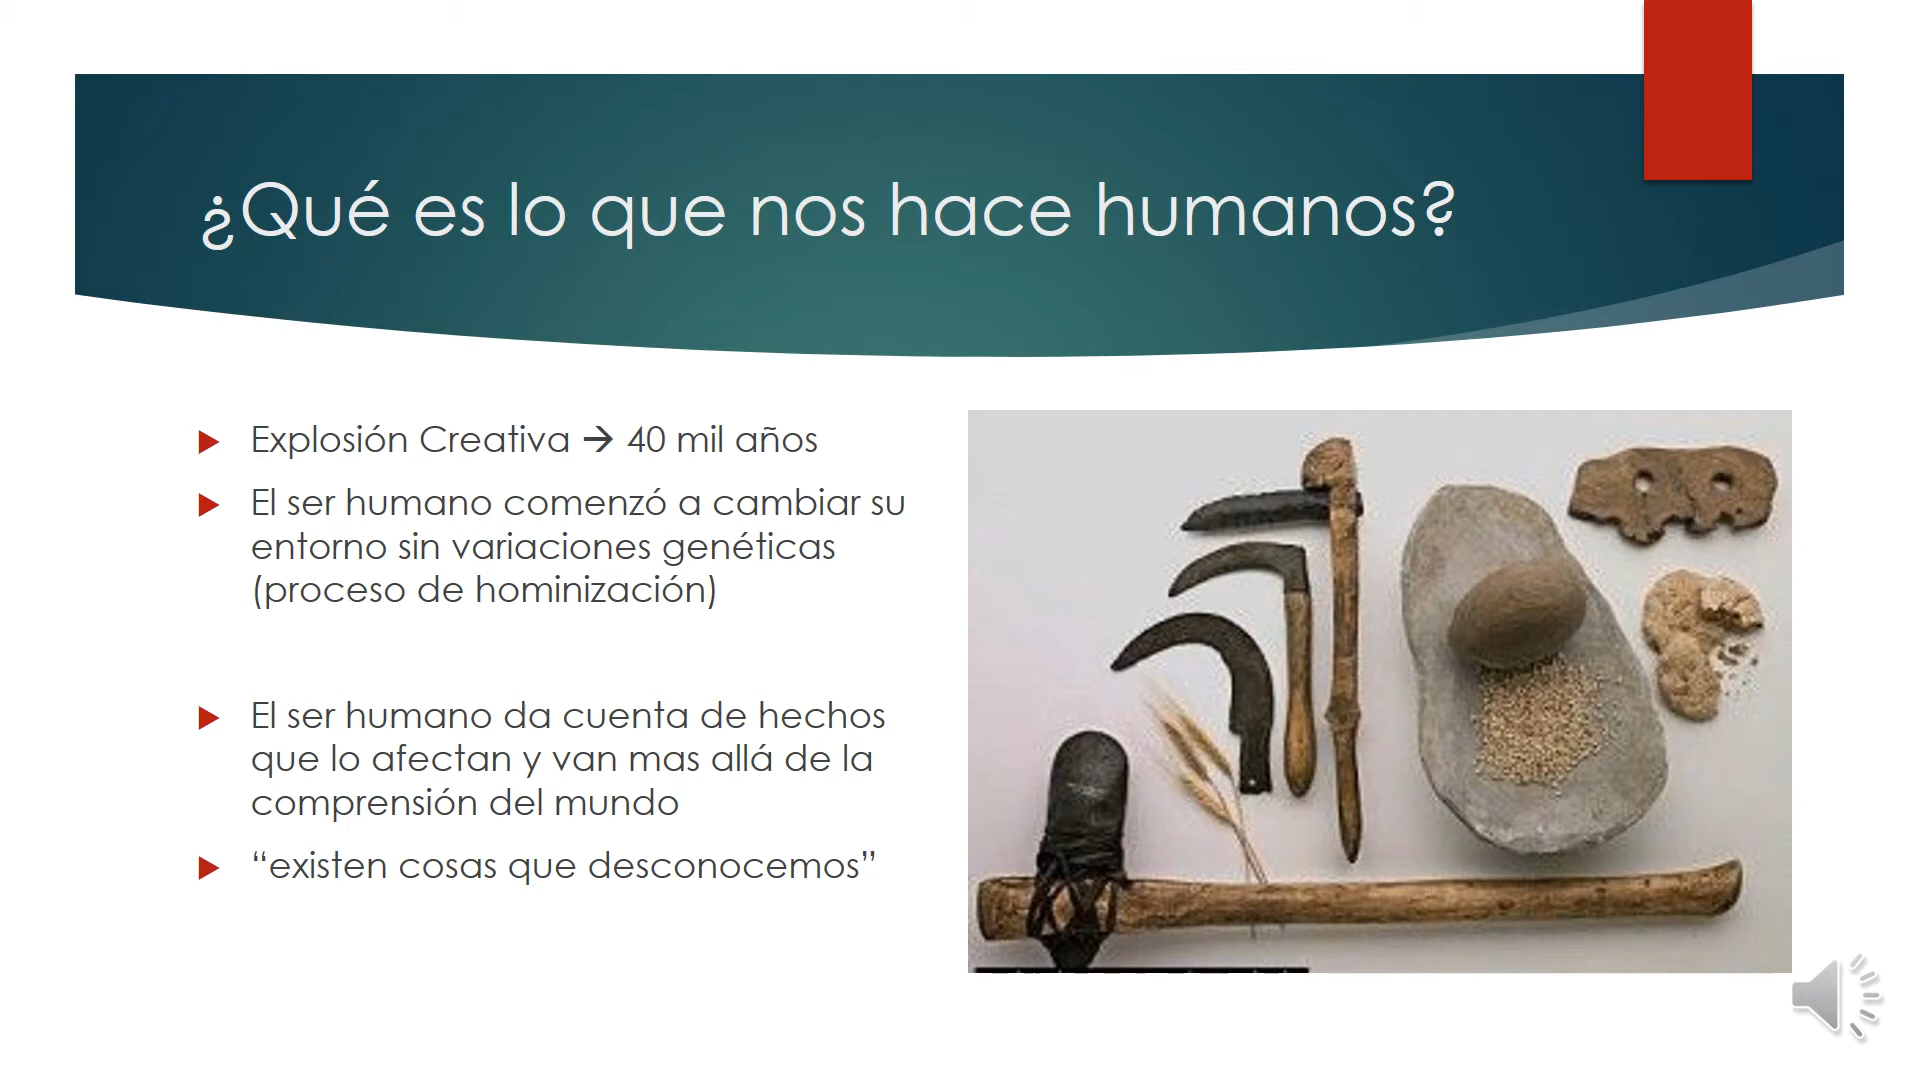 ¿Qué es lo que nos hace humanos?
Explosión Creativa → 40 mil años
El ser humano comenzó a cambiar su
entorno sin variaciones genéticas
(proceso de hominización)
El ser humano da cuenta de hechos
que lo afectan y van mas allá de la
comprensión del mundo
“existen cosas que desconocemos”